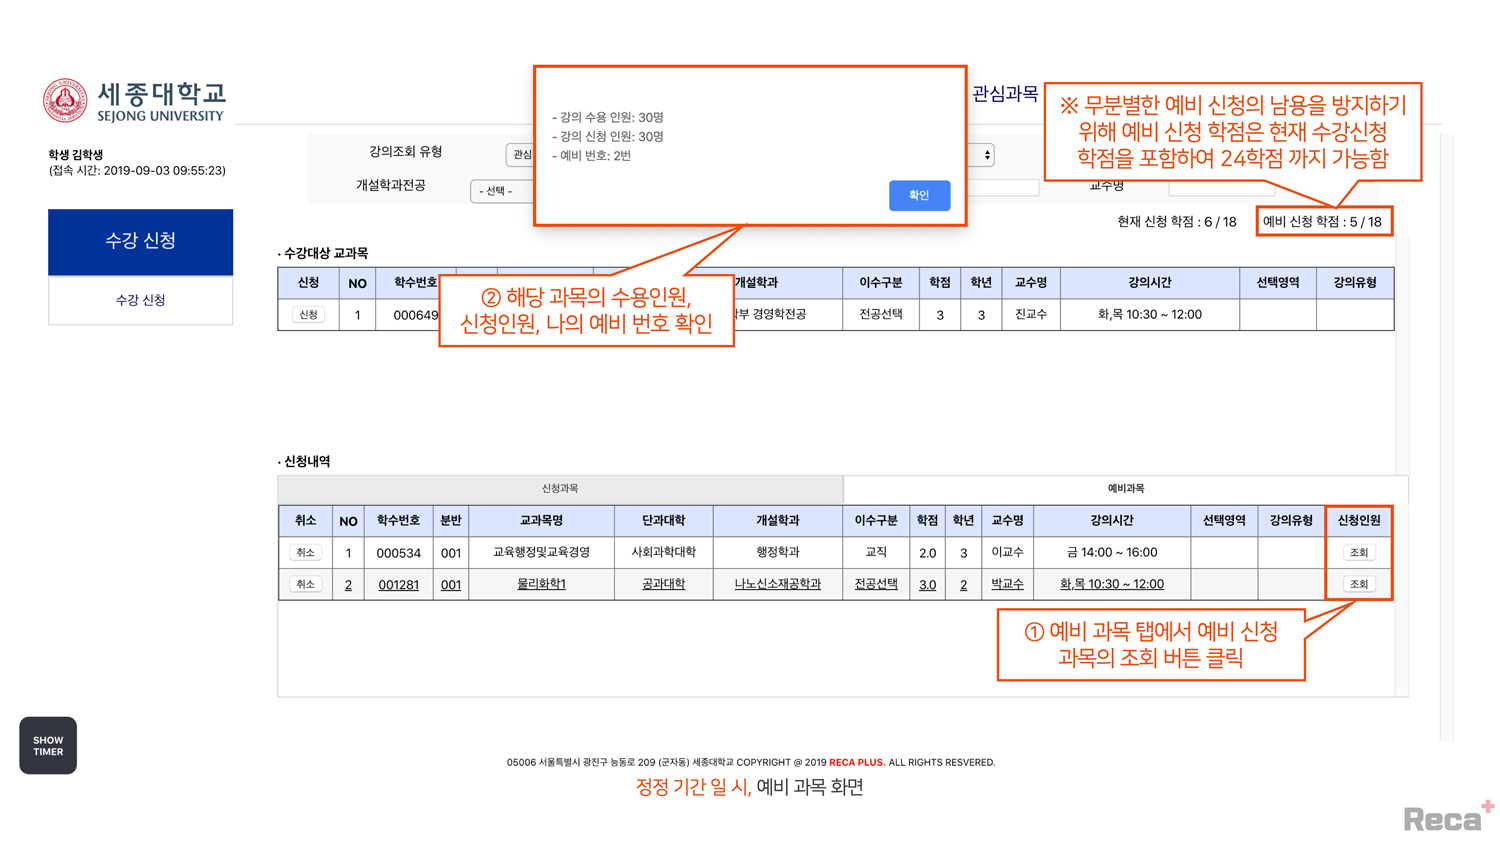 세종대학교
SEJONG UNIVERSITY
학생 김학생
(접속 시간: 2019-09-03 09:55:23)
수강 신청
수강 신청
관심과목
강의조회 유형
관심
개설학과전공
- 선택 -
교수명
- 강의 수용 인원: 30명
- 강의 신청 인원: 30명
- 예비 번호: 2번
확인
※ 무분별한 예비 신청의 남용을 방지하기
위해 예비 신청 학점은 현재 수강신청
학점을 포함하여 24학점 까지 가능함
현재 신청 학점 : 6 / 18
예비 신청 학점 : 5 / 18
· 수강대상 교과목
신청 NO 학수번호 개설학과 이수구분 학점 학년 교수명 강의시간 선택영역 강의유형
신청 1 000649 학부 경영학전공 전공선택 3 3 진교수 화,목 10:30 ~ 12:00
② 해당 과목의 수용인원,
신청인원, 나의 예비 번호 확인
· 신청내역
신청과목 예비과목
취소 NO 학수번호 분반 교과목명 단과대학 개설학과 이수구분 학점 학년 교수명 강의시간 선택영역 강의유형 신청인원
취소 1 000534 001 교육행정및교육경영 사회과학대학 행정학과 교직 2.0 3 이교수 금 14:00 ~ 16:00 조회
취소 2 001281 001 물리화학1 공과대학 나노신소재공학과 전공선택 3.0 2 박교수 화,목 10:30 ~ 12:00 조회
① 예비 과목 탭에서 예비 신청
과목의 조회 버튼 클릭
SHOW
TIMER
05006 서울특별시 광진구 능동로 209 (군자동) 세종대학교 COPYRIGHT @ 2019 RECA PLUS. ALL RIGHTS RESVERED.
정정 기간 일 시, 예비 과목 화면
Reca+